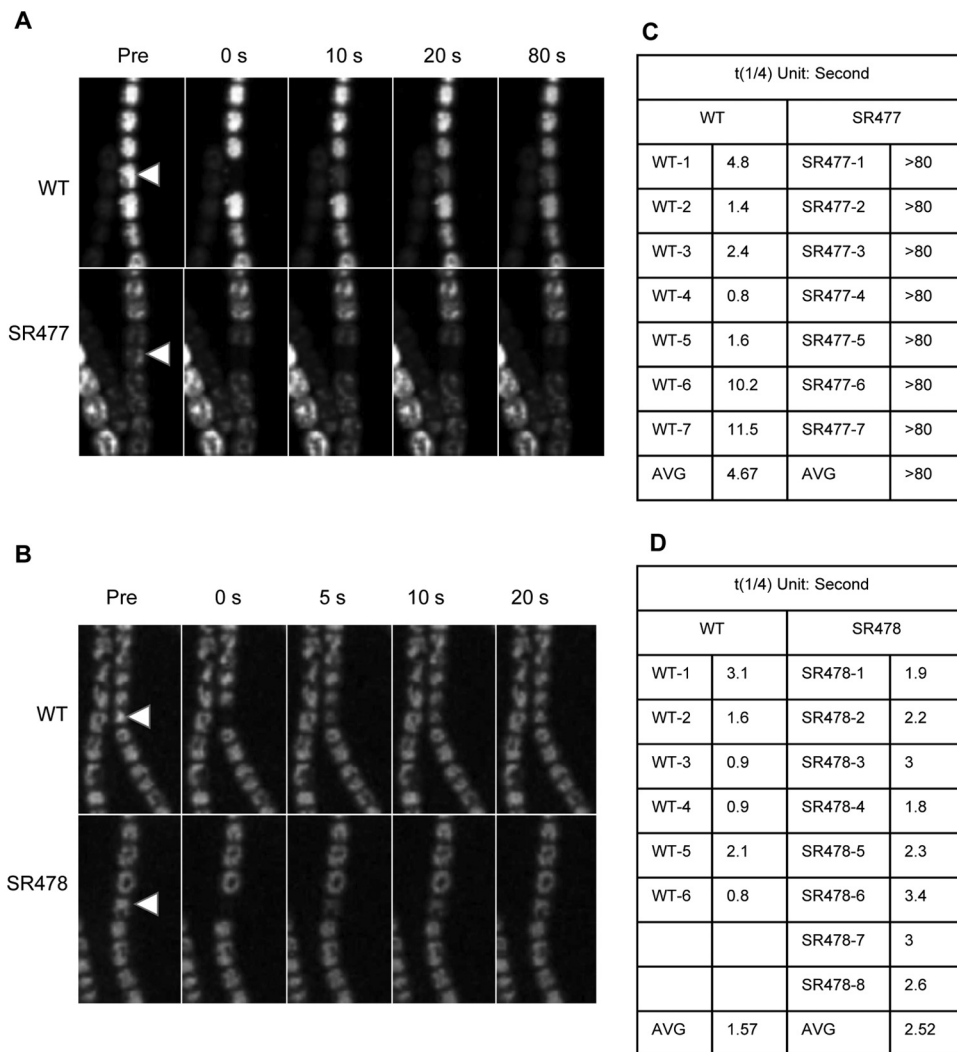 A
Pre 0 s 10 s 20 s 80 s
WT
SR477
C
t(1/4) Unit: Second
WT SR477
WT-1 4.8 SR477-1 >80
WT-2 1.4 SR477-2 >80
WT-3 2.4 SR477-3 >80
WT-4 0.8 SR477-4 >80
WT-5 1.6 SR477-5 >80
WT-6 10.2 SR477-6 >80
WT-7 11.5 SR477-7 >80
AVG 4.67 AVG >80
B
Pre 0 s 5 s 10 s 20 s
WT
SR478
D
t(1/4) Unit: Second
WT SR478
WT-1 3.1 SR478-1 1.9
WT-2 1.6 SR478-2 2.2
WT-3 0.9 SR478-3 3
WT-4 0.9 SR478-4 1.8
WT-5 2.1 SR478-5 2.3
WT-6 0.8 SR478-6 3.4
SR478-7 3
SR478-8 2.6
AVG 1.57 AVG 2.52